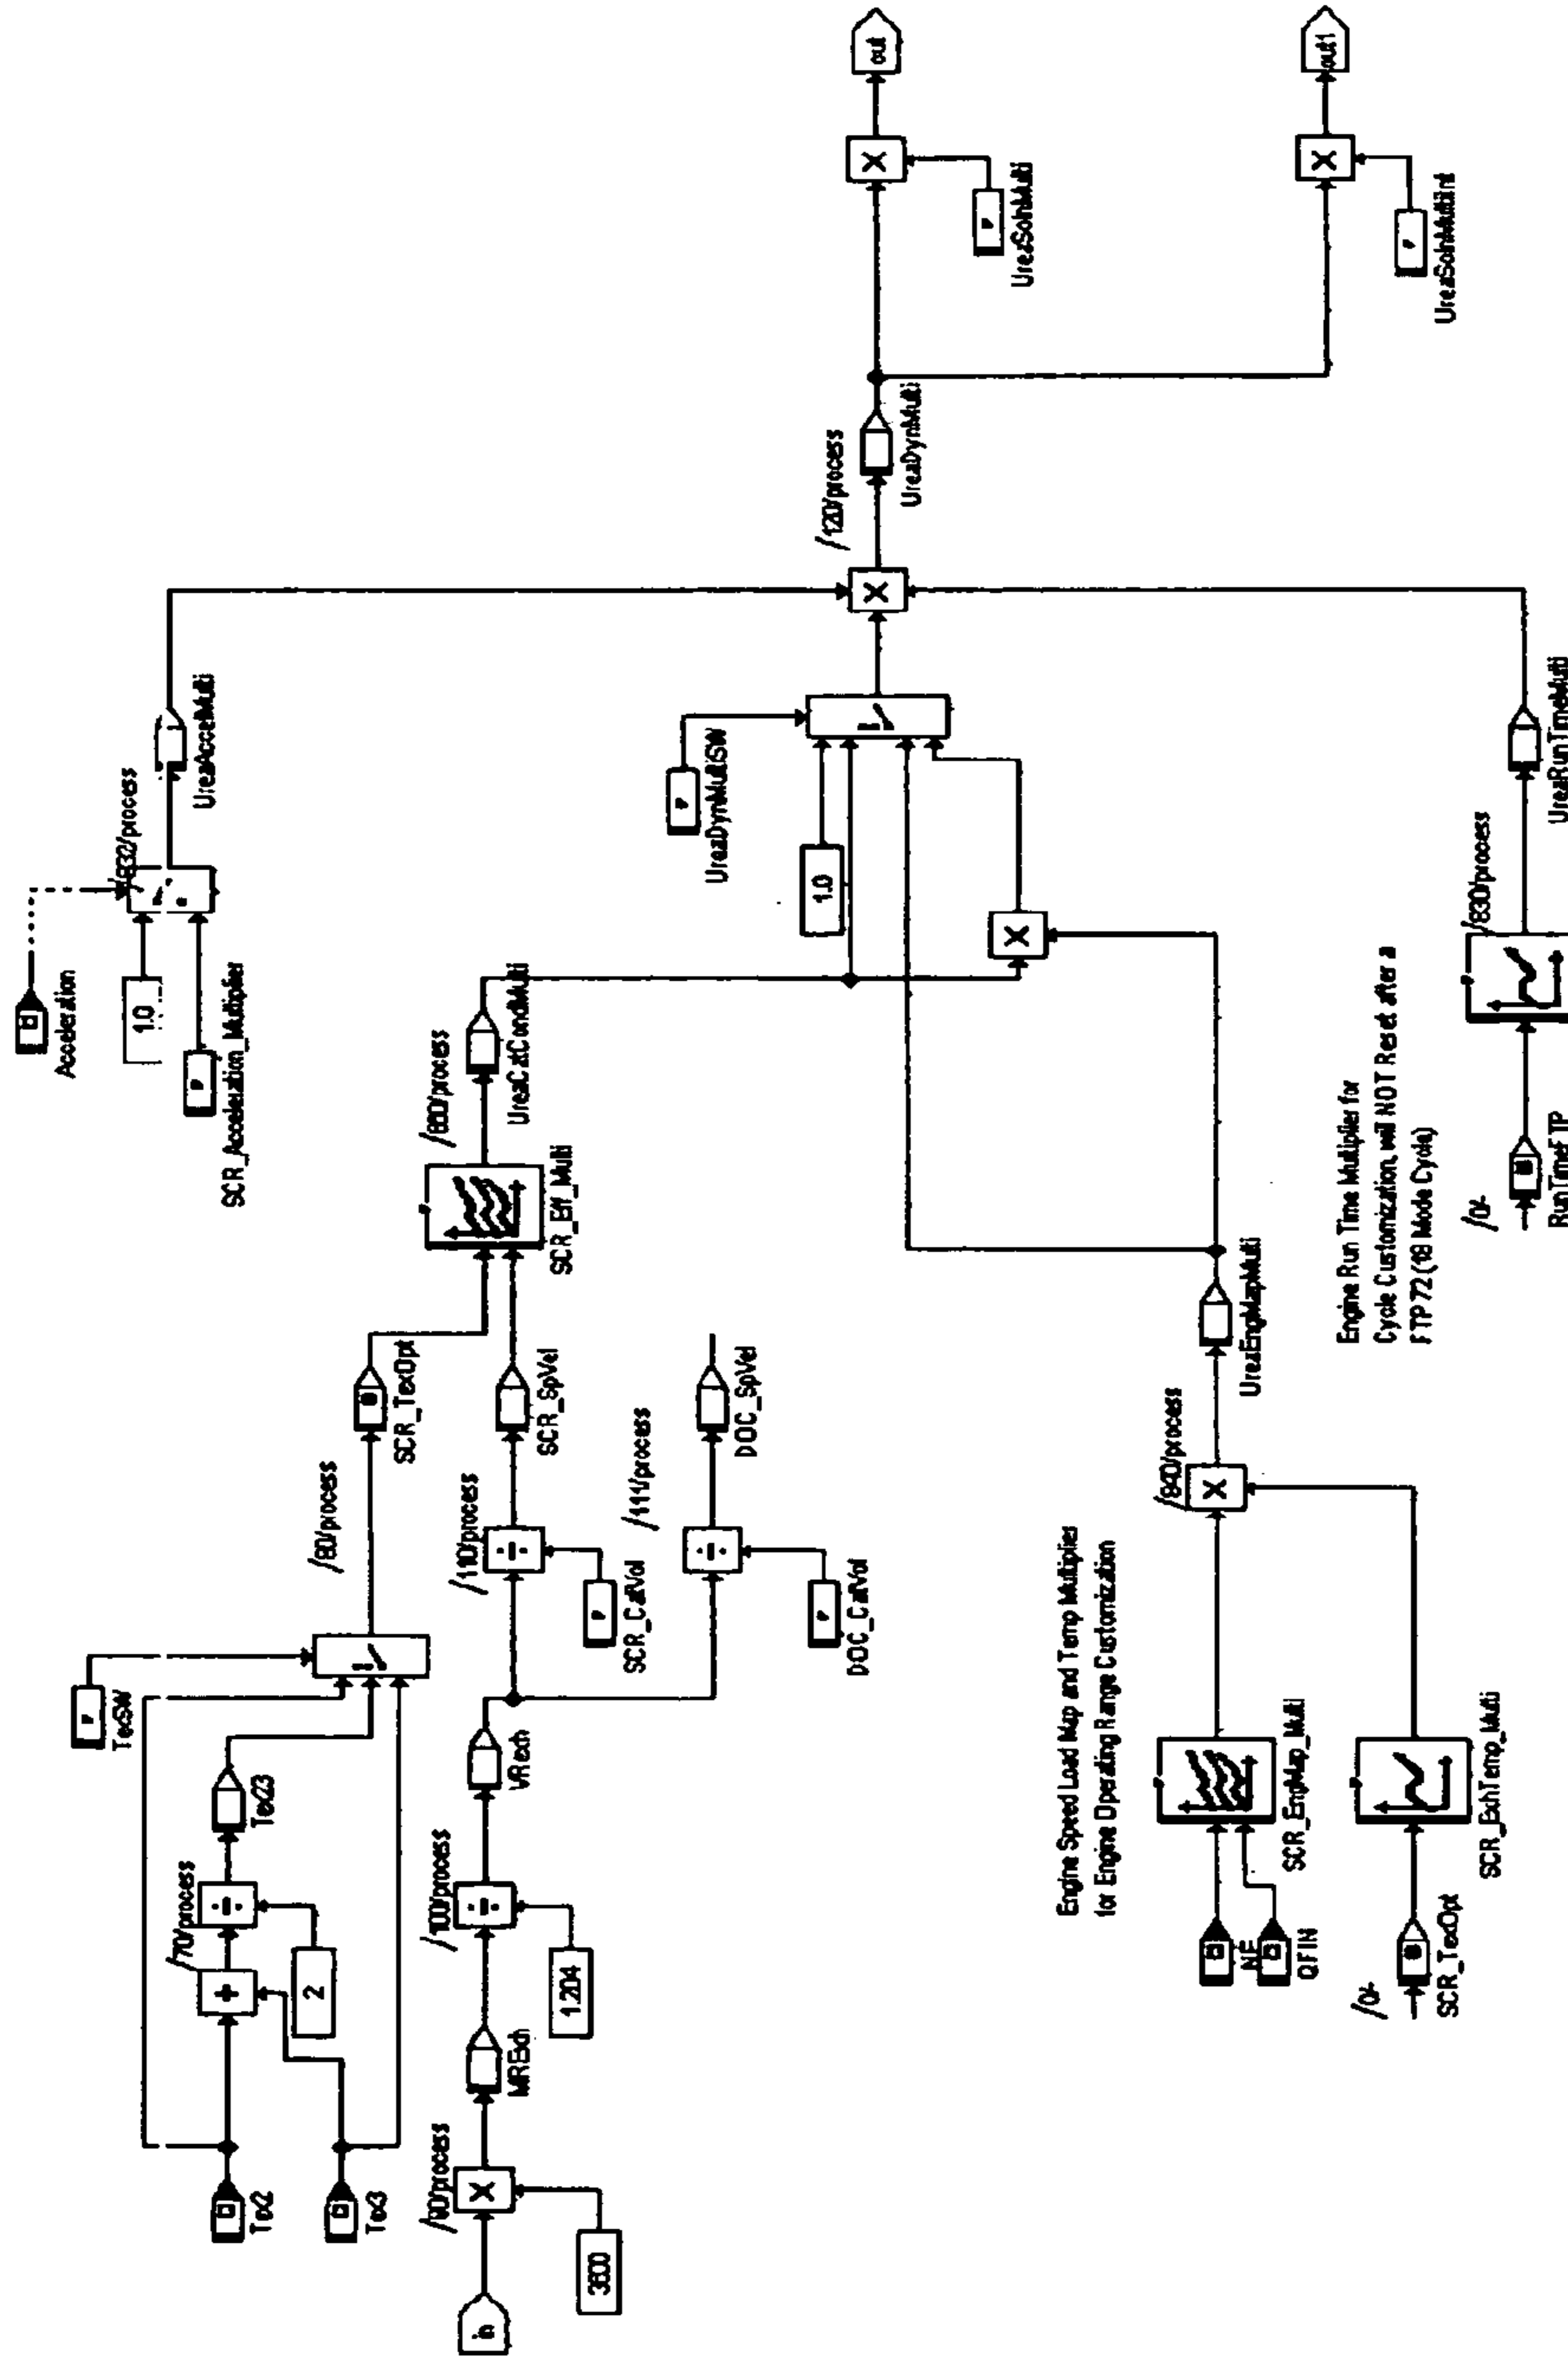 Acceleration
1.0
SCR_Acceleration_Multiplier
/832/process
UreaAccelMulti
TexSW
Tex2
Tex3
/70/process
2
Tex23
/80/process
SCR_TexOpt
in
3600
/90/process
MRExh
1.204
/100/process
VRexh
/110/process
SCR_CatVol
SCR_SpVel
/111/process
DOC_CatVol
DOC_SpVel
SCR_Eff_Multi
UreaCatCondMulti
UreaDynMultiSW
1.0
/120/process
UreaDynMulti
out
UreaSolnMulti
out1
UreaSolnMultiInt
Engine Speed Load Map and Temp Multiplier
for Engine Operating Range Customization
NE
QFIN
SCR_EngMap_Multi
/0/-
SCR_TexOpt
SCR_ExhTemp_Multi
/840/process
UreaEngMapMulti
Engine Run Time Multiplier for
Cycle Customization, will NOT Reset after a
FTP 72 (18 Mode Cycle)
/0/-
RunTimeFTP
/830/process
UreaRunTimeMulti